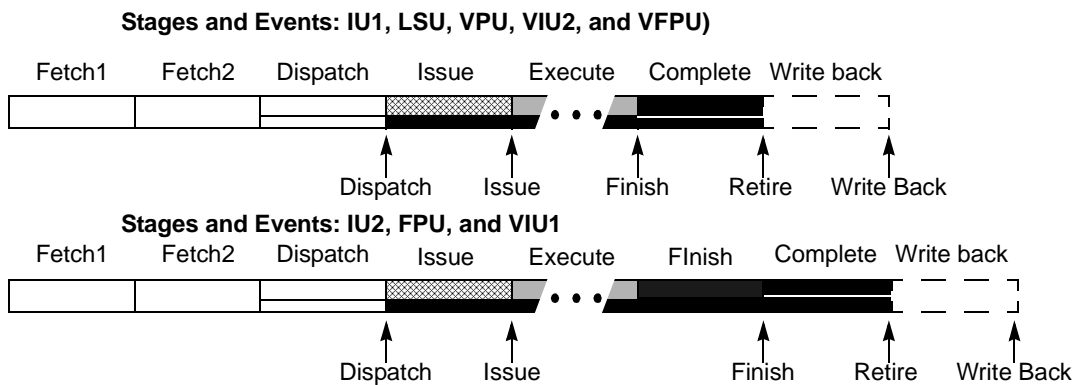 Stages and Events: IU1, LSU, VPU, VIU2, and VFPU)
Fetch1 Fetch2 Dispatch Issue Execute Complete Write back
Dispatch Issue Finish Retire Write Back
Stages and Events: IU2, FPU, and VIU1
Fetch1 Fetch2 Dispatch Issue Execute FInish Complete Write back
Dispatch Issue Finish Retire Write Back